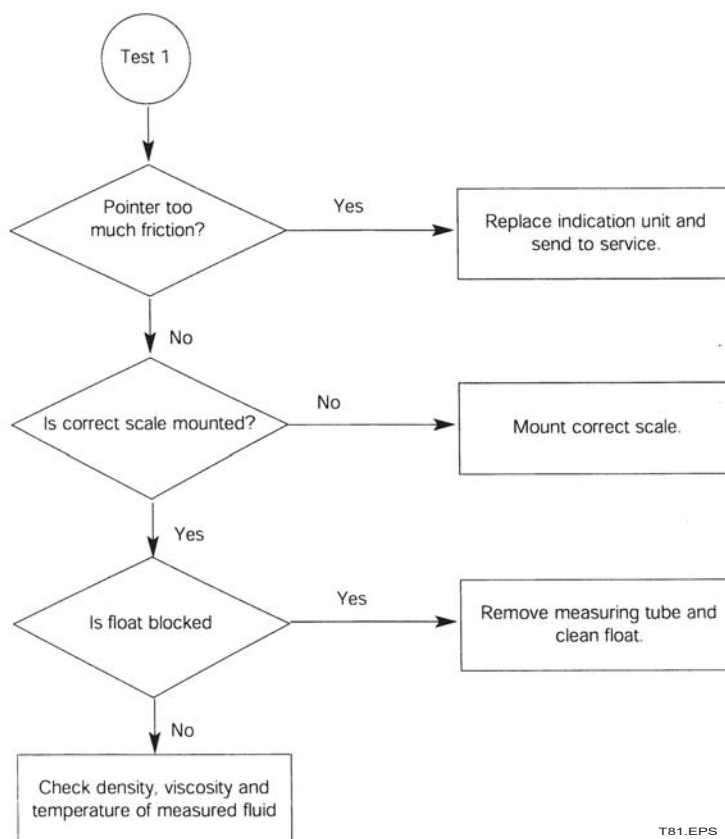 Test 1
Pointer too
much friction?
Yes
Replace indication unit and
send to service.
No
Is correct scale mounted?
No
Mount correct scale.
Yes
Is float blocked
Yes
Remove measuring tube and
clean float.
No
Check density, viscosity and
temperature of measured fluid
T81.EPS